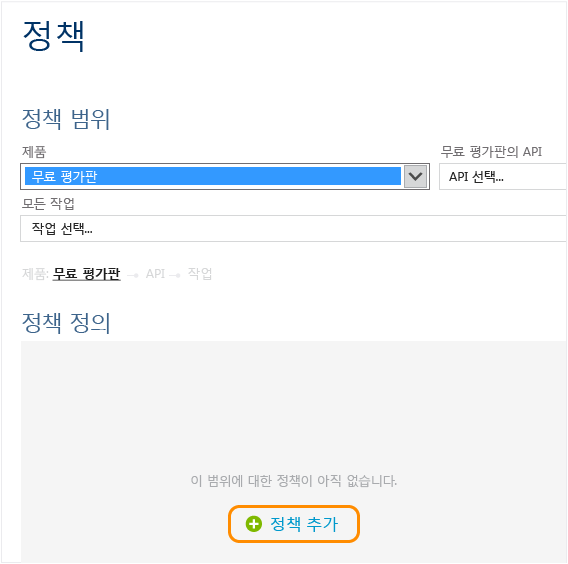 정책
정책 범위
제품
무료 평가판의 API
무료 평가판
API 선택...
모든 작업
작업 선택...
제품: 무료 평가판 → API → 작업
정책 정의
이 범위에 대한 정책이 아직 없습니다.
정책 추가